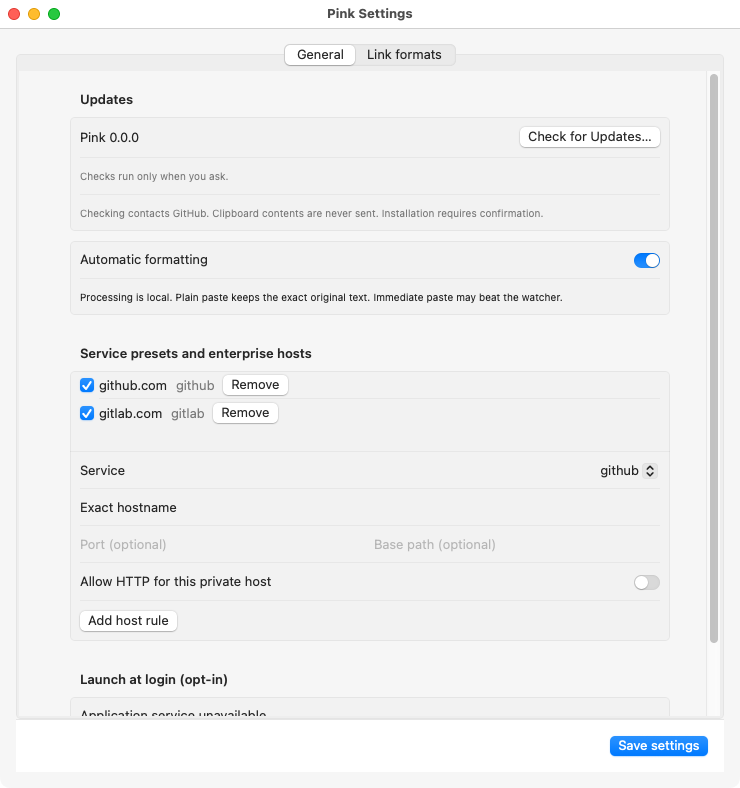 Pink Settings
General Link formats
Updates
Pink 0.0.0 Check for Updates...
Checks run only when you ask.
Checking contacts GitHub. Clipboard contents are never sent. Installation requires confirmation.
Automatic formatting
Processing is local. Plain paste keeps the exact original text. Immediate paste may beat the watcher.
Service presets and enterprise hosts
github.com github Remove
gitlab.com gitlab Remove
Service github
Exact hostname
Port (optional) Base path (optional)
Allow HTTP for this private host
Add host rule
Launch at login (opt-in)
Application service unavailable
Save settings